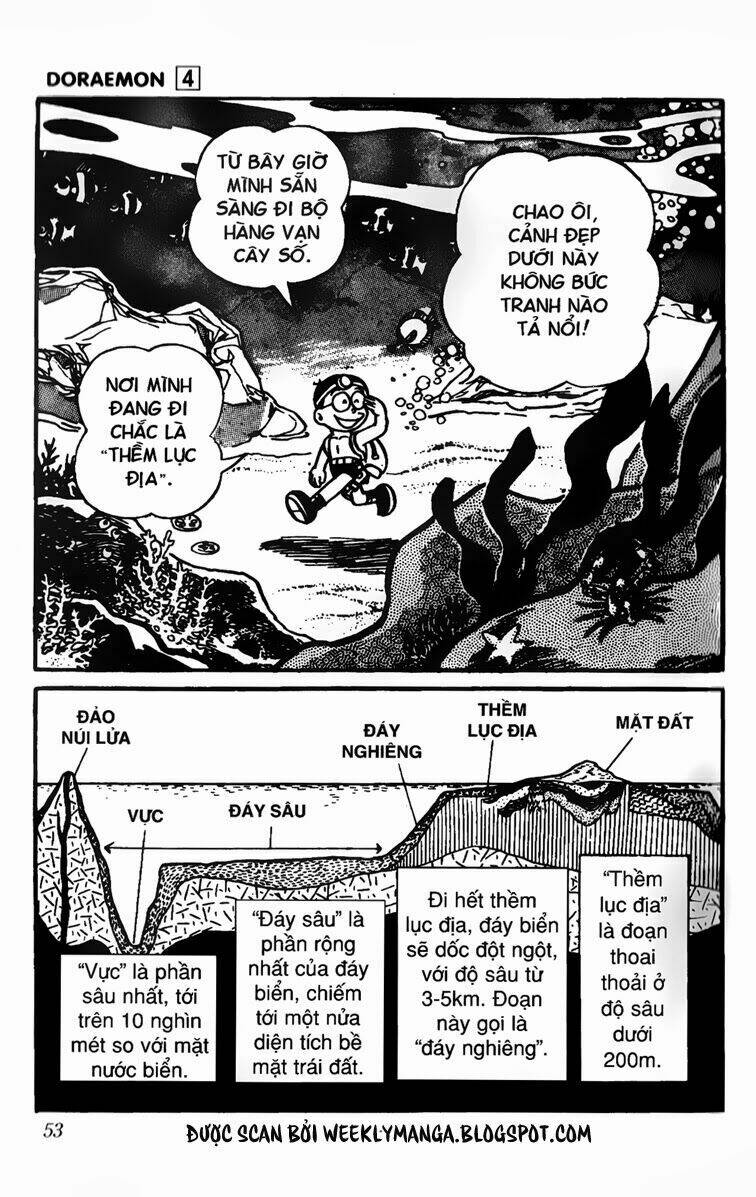 DORAEMON 4
CHAO ÔI,
CẢNH ĐẸP
DƯỚI NÀY
KHÔNG BỨC
TRANH NÀO
TẢ NỔI!
TỪ BÂY GIỜ
MÌNH SẴN
SÀNG ĐI BỘ
HÀNG VẠN
CÂY SỐ.
NƠI MÌNH
ĐANG ĐI
CHẮC LÀ
"THỀM LỤC
ĐỊA".
ĐẢO
NÚI LỬA
VỰC
ĐÁY SÂU
ĐÁY
NGHIÊNG
THỀM
LỤC ĐỊA
MẶT ĐẤT
"Vực" là phần
sâu nhất, tới
trên 10 nghìn
mét so với mặt
nước biển.
"Đáy sâu" là
phần rộng
nhất của đáy
biển, chiếm
tới một nửa
diện tích bề
mặt trái đất.
Đi hết thềm
lục địa, đáy biển
sẽ dốc đột ngột,
với độ sâu từ
3-5km. Đoạn
này gọi là
"đáy nghiêng".
"Thềm
lục địa"
là đoạn
thoai
thoải ở
độ sâu
dưới
200m.
53
ĐƯỢC SCAN BỞI WEEKLYMANGA.BLOGSPOT.COM